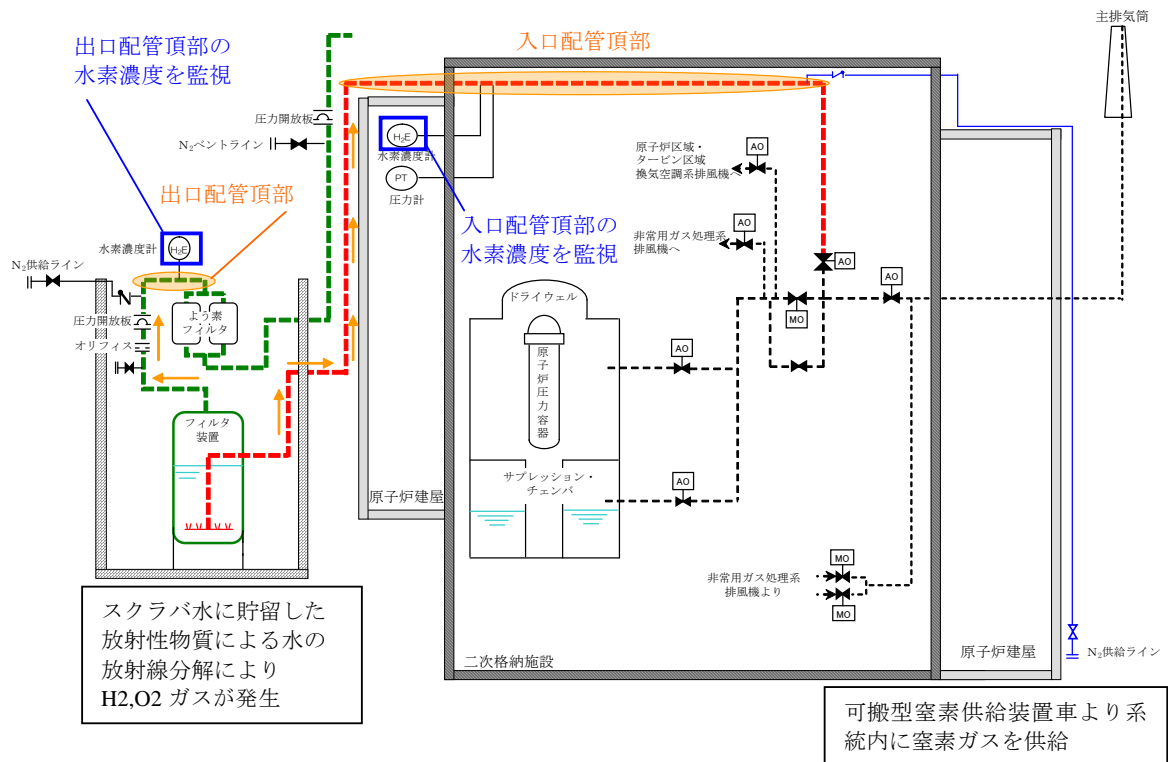 主排気筒
出口配管頂部の
水素濃度を監視
入口配管頂部
圧力開放板
N₂ベントライン
H₂E
水素濃度計
PT
圧力計
AO
原子炉区域・
タービン区域
換気空調系排風機へ
出口配管頂部
入口配管頂部の
水素濃度を監視
AO
非常用ガス処理系
排風機へ
水素濃度計
H₂E
N₂供給ライン
AO
AO
ドライウェル
圧力開放板
よう素
フィルタ
MO
オリフィス
原子炉圧力容器
AO
フィルタ
装置
サプレッション・
チェンバ
AO
原子炉建屋
MO
非常用ガス処理系
排風機より
MO
スクラバ水に貯留した
放射性物質による水の
放射線分解により
H2,O2 ガスが発生
二次格納施設
原子炉建屋
N₂供給ライン
可搬型窒素供給装置車より系
統内に窒素ガスを供給